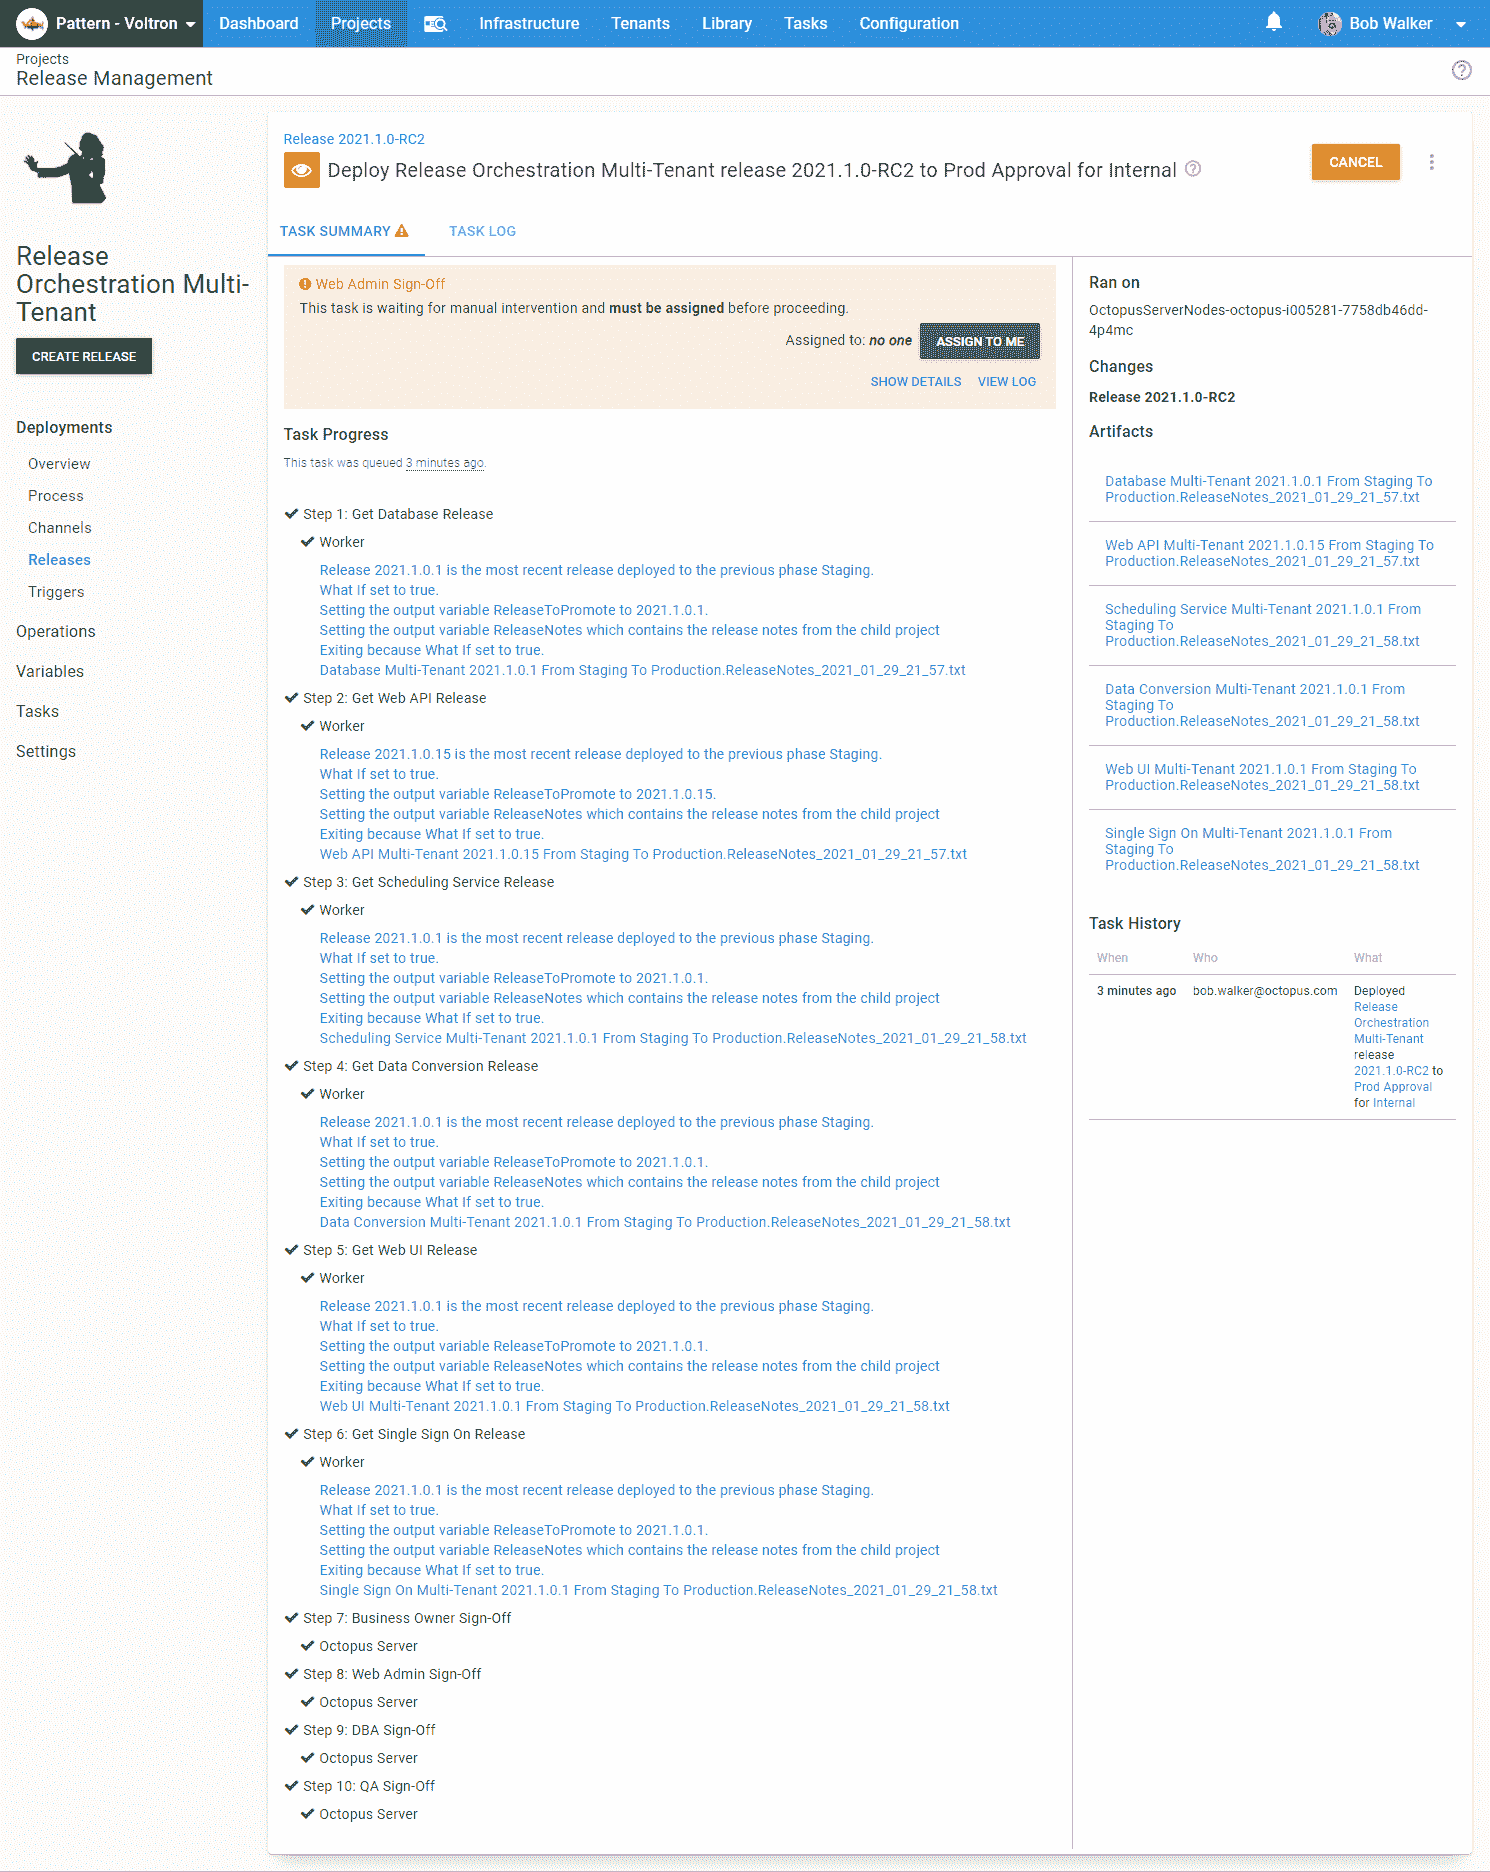 Pattern - Voltron
Dashboard
Projects
Infrastructure
Tenants
Library
Tasks
Configuration
Bob Walker
Projects
Release Management
Release
Orchestration Multi-
Tenant
CREATE RELEASE
Deployments
Overview
Process
Channels
Releases
Triggers
Operations
Variables
Tasks
Settings
Release 2021.1.0-RC2
Deploy Release Orchestration Multi-Tenant release 2021.1.0-RC2 to Prod Approval for Internal
CANCEL
TASK SUMMARY
TASK LOG
Web Admin Sign-Off
This task is waiting for manual intervention and must be assigned before proceeding.
Assigned to: no one
ASSIGN TO ME
SHOW DETAILS
VIEW LOG
Task Progress
This task was queued 3 minutes ago.
Step 1: Get Database Release
Worker
Release 2021.1.0.1 is the most recent release deployed to the previous phase Staging.
What If set to true.
Setting the output variable ReleaseToPromote to 2021.1.0.1.
Setting the output variable ReleaseNotes which contains the release notes from the child project
Exiting because What If set to true.
Database Multi-Tenant 2021.1.0.1 From Staging To Production.ReleaseNotes_2021_01_29_21_57.txt
Step 2: Get Web API Release
Worker
Release 2021.1.0.15 is the most recent release deployed to the previous phase Staging.
What If set to true.
Setting the output variable ReleaseToPromote to 2021.1.0.15.
Setting the output variable ReleaseNotes which contains the release notes from the child project
Exiting because What If set to true.
Web API Multi-Tenant 2021.1.0.15 From Staging To Production.ReleaseNotes_2021_01_29_21_57.txt
Step 3: Get Scheduling Service Release
Worker
Release 2021.1.0.1 is the most recent release deployed to the previous phase Staging.
What If set to true.
Setting the output variable ReleaseToPromote to 2021.1.0.1.
Setting the output variable ReleaseNotes which contains the release notes from the child project
Exiting because What If set to true.
Scheduling Service Multi-Tenant 2021.1.0.1 From Staging To Production.ReleaseNotes_2021_01_29_21_58.txt
Step 4: Get Data Conversion Release
Worker
Release 2021.1.0.1 is the most recent release deployed to the previous phase Staging.
What If set to true.
Setting the output variable ReleaseToPromote to 2021.1.0.1.
Setting the output variable ReleaseNotes which contains the release notes from the child project
Exiting because What If set to true.
Data Conversion Multi-Tenant 2021.1.0.1 From Staging To Production.ReleaseNotes_2021_01_29_21_58.txt
Step 5: Get Web UI Release
Worker
Release 2021.1.0.1 is the most recent release deployed to the previous phase Staging.
What If set to true.
Setting the output variable ReleaseToPromote to 2021.1.0.1.
Setting the output variable ReleaseNotes which contains the release notes from the child project
Exiting because What If set to true.
Web UI Multi-Tenant 2021.1.0.1 From Staging To Production.ReleaseNotes_2021_01_29_21_58.txt
Step 6: Get Single Sign On Release
Worker
Release 2021.1.0.1 is the most recent release deployed to the previous phase Staging.
What If set to true.
Setting the output variable ReleaseToPromote to 2021.1.0.1.
Setting the output variable ReleaseNotes which contains the release notes from the child project
Exiting because What If set to true.
Single Sign On Multi-Tenant 2021.1.0.1 From Staging To Production.ReleaseNotes_2021_01_29_21_58.txt
Step 7: Business Owner Sign-Off
Octopus Server
Step 8: Web Admin Sign-Off
Octopus Server
Step 9: DBA Sign-Off
Octopus Server
Step 10: QA Sign-Off
Octopus Server
Ran on
OctopusServerNodes-octopus-i005281-7758db46dd-
4p4mc
Changes
Release 2021.1.0-RC2
Artifacts
Database Multi-Tenant 2021.1.0.1 From Staging To
Production.ReleaseNotes_2021_01_29_21_57.txt
Web API Multi-Tenant 2021.1.0.15 From Staging To
Production.ReleaseNotes_2021_01_29_21_57.txt
Scheduling Service Multi-Tenant 2021.1.0.1 From
Staging To
Production.ReleaseNotes_2021_01_29_21_58.txt
Data Conversion Multi-Tenant 2021.1.0.1 From
Staging To
Production.ReleaseNotes_2021_01_29_21_58.txt
Web UI Multi-Tenant 2021.1.0.1 From Staging To
Production.ReleaseNotes_2021_01_29_21_58.txt
Single Sign On Multi-Tenant 2021.1.0.1 From
Staging To
Production.ReleaseNotes_2021_01_29_21_58.txt
Task History
When
Who
What
3 minutes ago
bob.walker@octopus.com
Deployed
Release
Orchestration
Multi-Tenant
release
2021.1.0-RC2 to
Prod Approval
for Internal